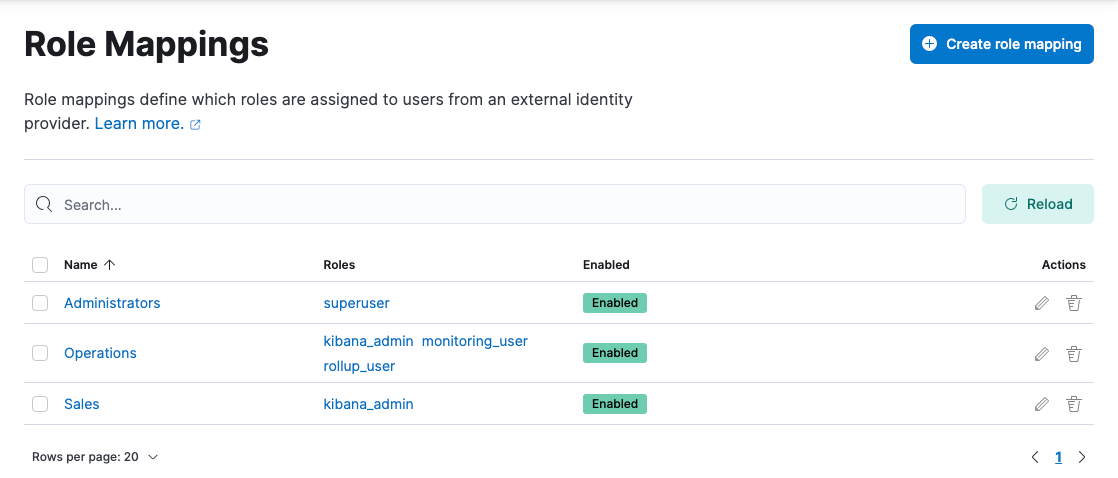 Role Mappings
Create role mapping
Role mappings define which roles are assigned to users from an external identity
provider. Learn more.
Search...
Reload
Name Roles Enabled Actions
Administrators superuser Enabled
Operations kibana_admin monitoring_user Enabled
rollup_user
Sales kibana_admin Enabled
Rows per page: 20
1